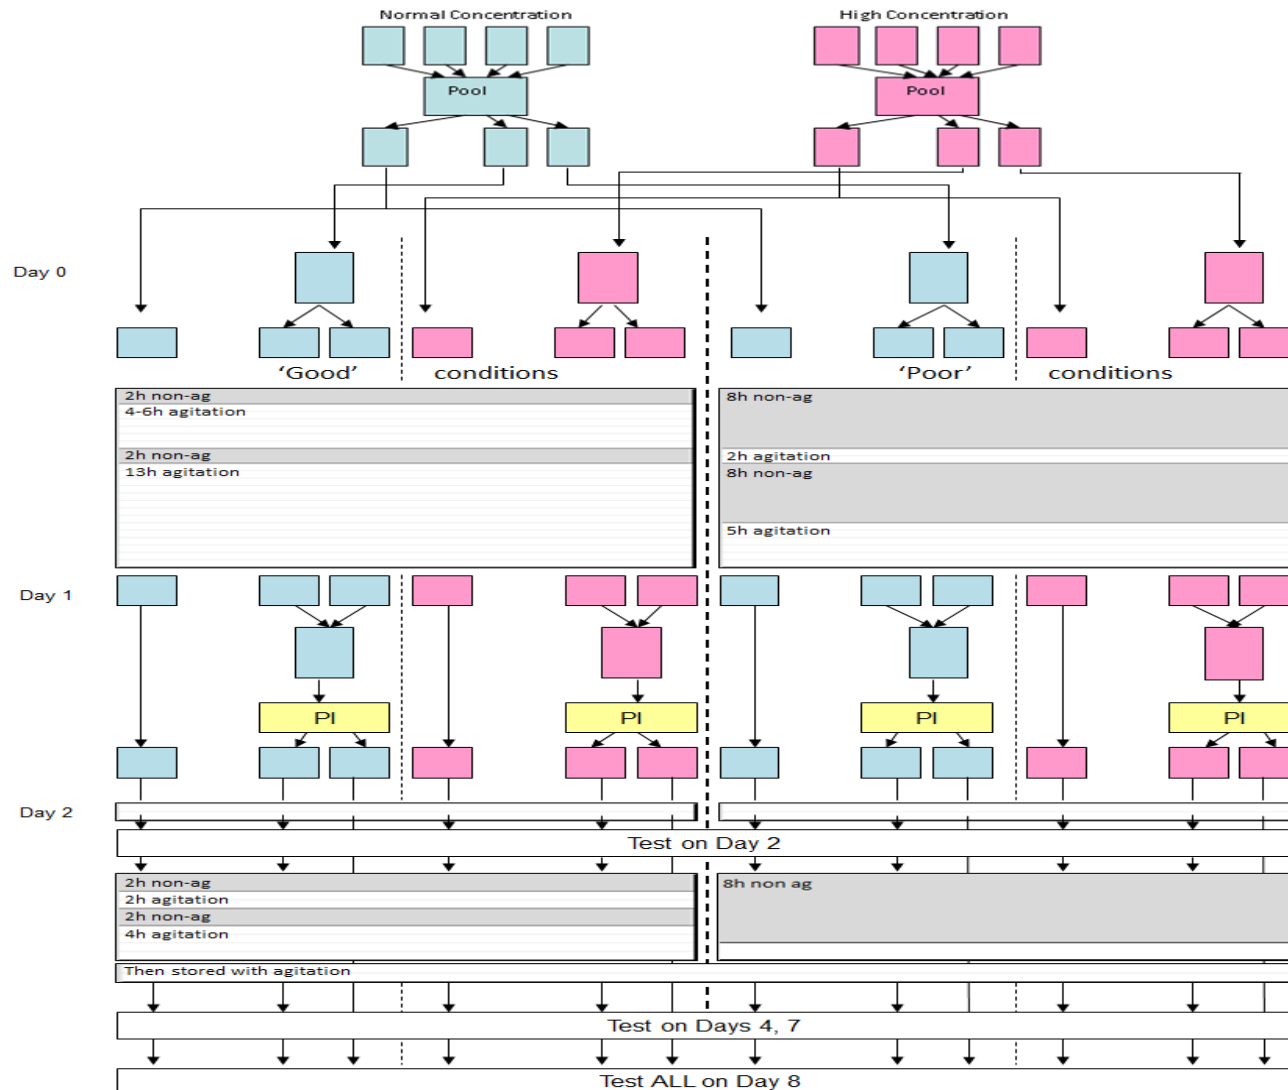 Normal Concentration
High Concentration
Pool
Pool
Day 0
‘Good’ conditions
‘Poor’ conditions
2h non-ag
4-6h agitation
2h non-ag
13h agitation
8h non-ag
2h agitation
8h non-ag
5h agitation
Day 1
PI
PI
PI
PI
Day 2
Test on Day 2
2h non-ag
2h agitation
2h non-ag
4h agitation
8h non ag
Then stored with agitation
Test on Days 4, 7
Test ALL on Day 8